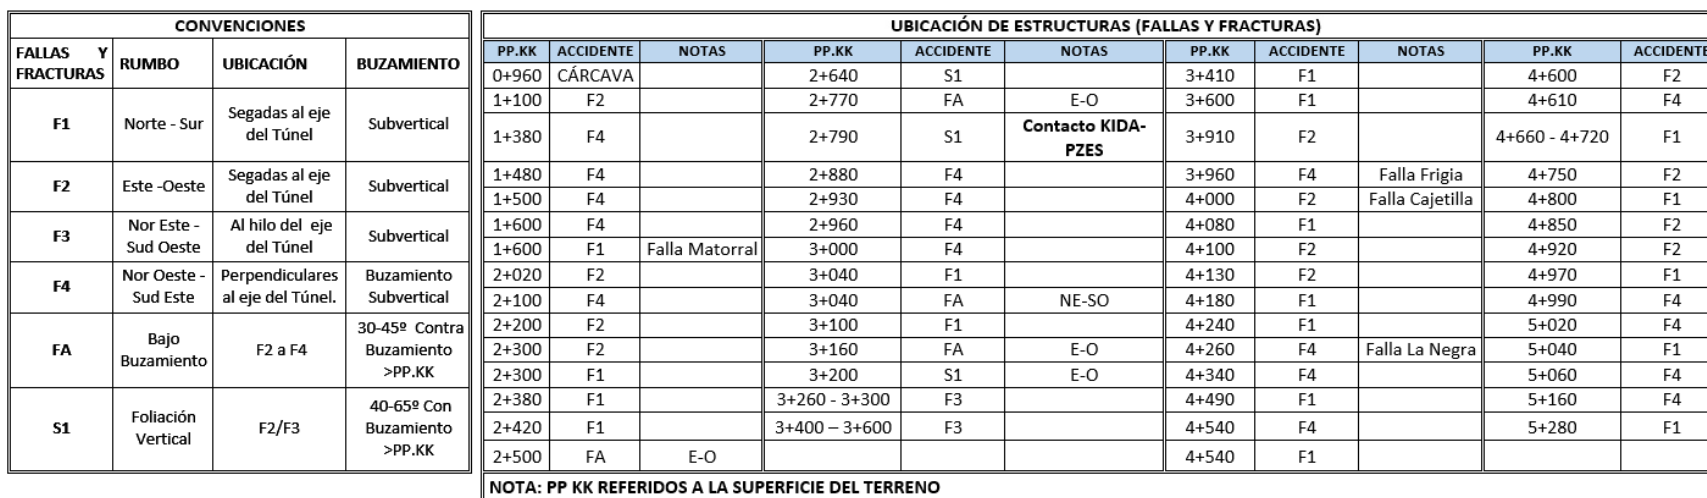 CONVENCIONES
FALLAS Y FRACTURAS RUMBO UBICACIÓN BUZAMIENTO
F1 Norte - Sur Segadas al eje del Túnel Subvertical
F2 Este -Oeste Segadas al eje del Túnel Subvertical
F3 Nor Este - Sud Oeste Al hilo del eje del Túnel Subvertical
F4 Nor Oeste - Sud Este Perpendiculares al eje del Túnel. Buzamiento Subvertical
FA Bajo Buzamiento F2 a F4 30-45º Contra Buzamiento >PP.KK
S1 Foliación Vertical F2/F3 40-65º Con Buzamiento >PP.KK
UBICACIÓN DE ESTRUCTURAS (FALLAS Y FRACTURAS)
PP.KK ACCIDENTE NOTAS PP.KK ACCIDENTE NOTAS PP.KK ACCIDENTE NOTAS PP.KK ACCIDENTE
0+960 CÁRCAVA 2+640 S1 3+410 F1 4+600 F2
1+100 F2 2+770 FA E-O 3+600 F1 4+610 F4
1+380 F4 2+790 S1 Contacto KIDA-PZES 3+910 F2 4+660 - 4+720 F1
1+480 F4 2+880 F4 3+960 F4 Falla Frigia 4+750 F2
1+500 F4 2+930 F4 4+000 F2 Falla Cajetilla 4+800 F1
1+600 F4 2+960 F4 4+080 F1 4+850 F2
1+600 F1 Falla Matorral 3+000 F4 4+100 F2 4+920 F2
2+020 F2 3+040 F1 4+130 F2 4+970 F1
2+100 F4 3+040 FA NE-SO 4+180 F1 4+990 F4
2+200 F2 3+100 F1 4+240 F1 5+020 F4
2+300 F2 3+160 FA E-O 4+260 F4 Falla La Negra 5+040 F1
2+300 F1 3+200 S1 E-O 4+340 F4 5+060 F4
2+380 F1 3+260 - 3+300 F3 4+490 F1 5+160 F4
2+420 F1 3+400 – 3+600 F3 4+540 F4 5+280 F1
2+500 FA E-O 4+540 F1
NOTA: PP KK REFERIDOS A LA SUPERFICIE DEL TERRENO